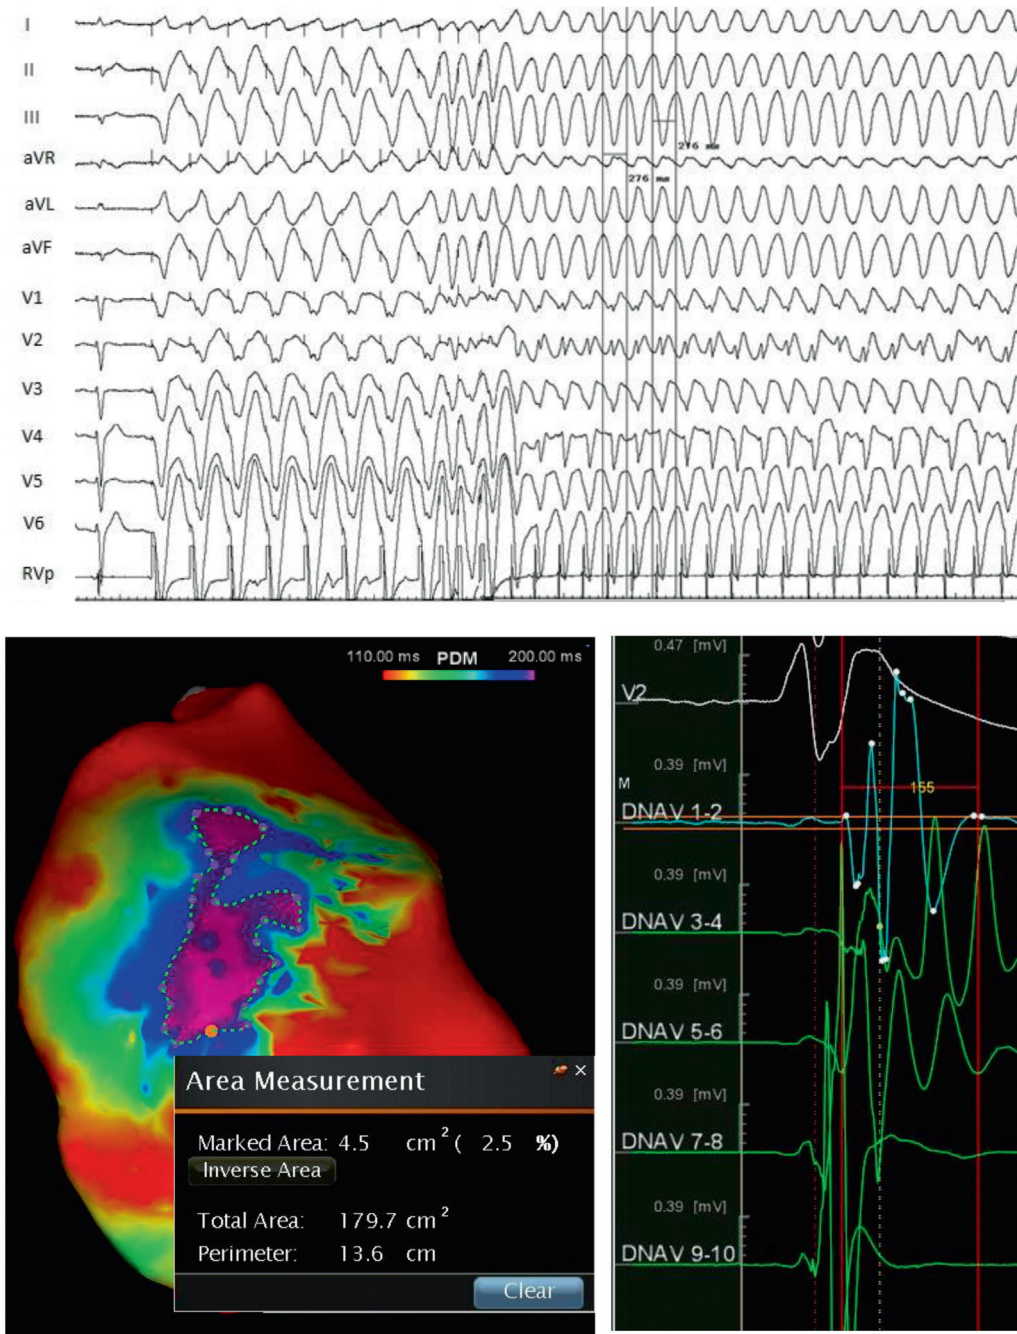 I
II
III
276 ms
aVR
276 ms
aVL
aVF
V1
V2
V3
V4
V5
V6
RVp
110.00 ms PDM 200.00 ms
Area Measurement
Marked Area: 4.5 cm2 ( 2.5 %)
Inverse Area
Total Area: 179.7 cm2
Perimeter: 13.6 cm
Clear
0.47 [mV]
V2
0.39 [mV]
M
155
DNAV 1-2
0.39 [mV]
DNAV 3-4
0.39 [mV]
DNAV 5-6
0.39 [mV]
DNAV 7-8
0.39 [mV]
DNAV 9-10